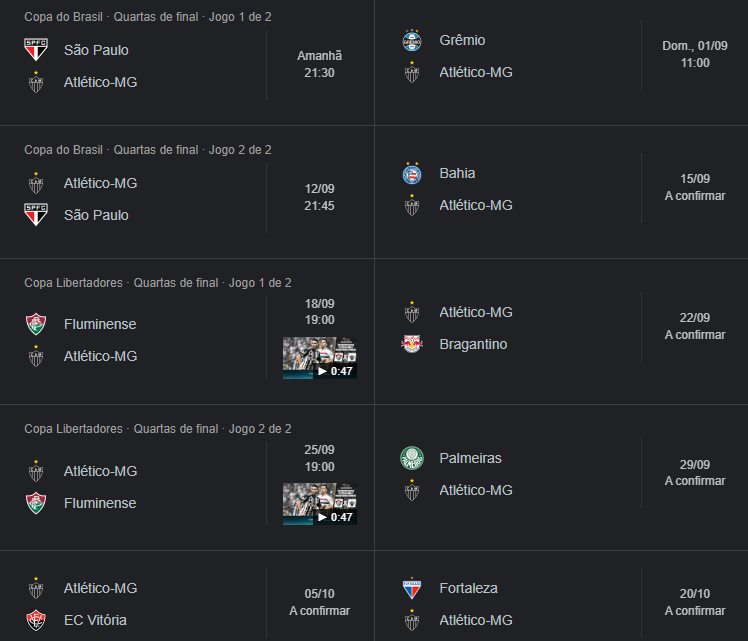 Copa do Brasil · Quartas de final · Jogo 1 de 2
São Paulo
Atlético-MG
Amanhã
21:30
Grêmio
Atlético-MG
Dom., 01/09
11:00
Copa do Brasil · Quartas de final · Jogo 2 de 2
Atlético-MG
São Paulo
12/09
21:45
Bahia
Atlético-MG
15/09
A confirmar
Copa Libertadores · Quartas de final · Jogo 1 de 2
Fluminense
Atlético-MG
18/09
19:00
0:47
Atlético-MG
Bragantino
22/09
A confirmar
Copa Libertadores · Quartas de final · Jogo 2 de 2
Atlético-MG
Fluminense
25/09
19:00
0:47
Palmeiras
Atlético-MG
29/09
A confirmar
Atlético-MG
EC Vitória
05/10
A confirmar
Fortaleza
Atlético-MG
20/10
A confirmar